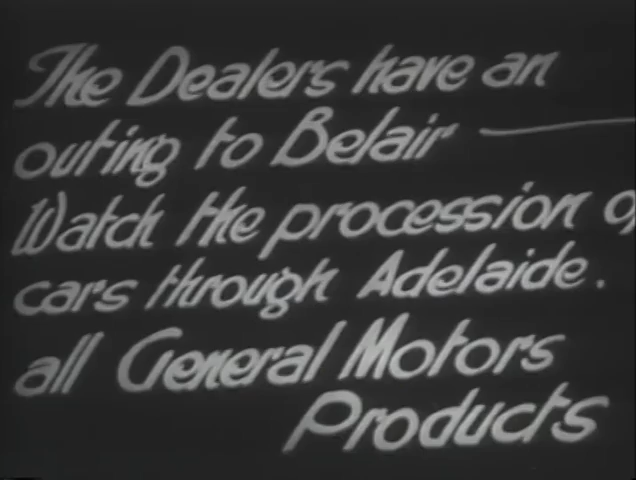 The Dealers have an
outing to Belair —
Watch the procession of
cars through Adelaide.
all General Motors
Products